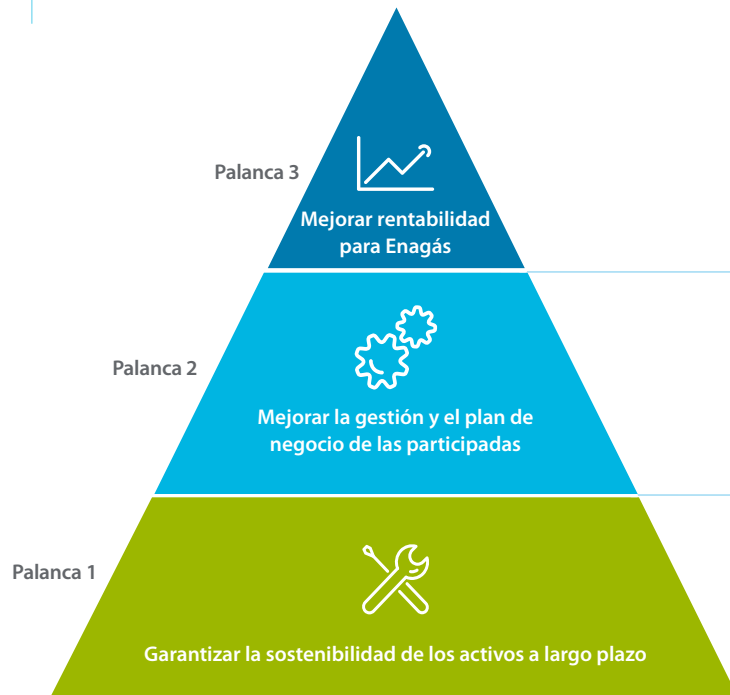 Palanca 3
Mejorar rentabilidad
para Enagás
Palanca 2
Mejorar la gestión y el plan de
negocio de las participadas
Palanca 1
Garantizar la sostenibilidad de los activos a largo plazo